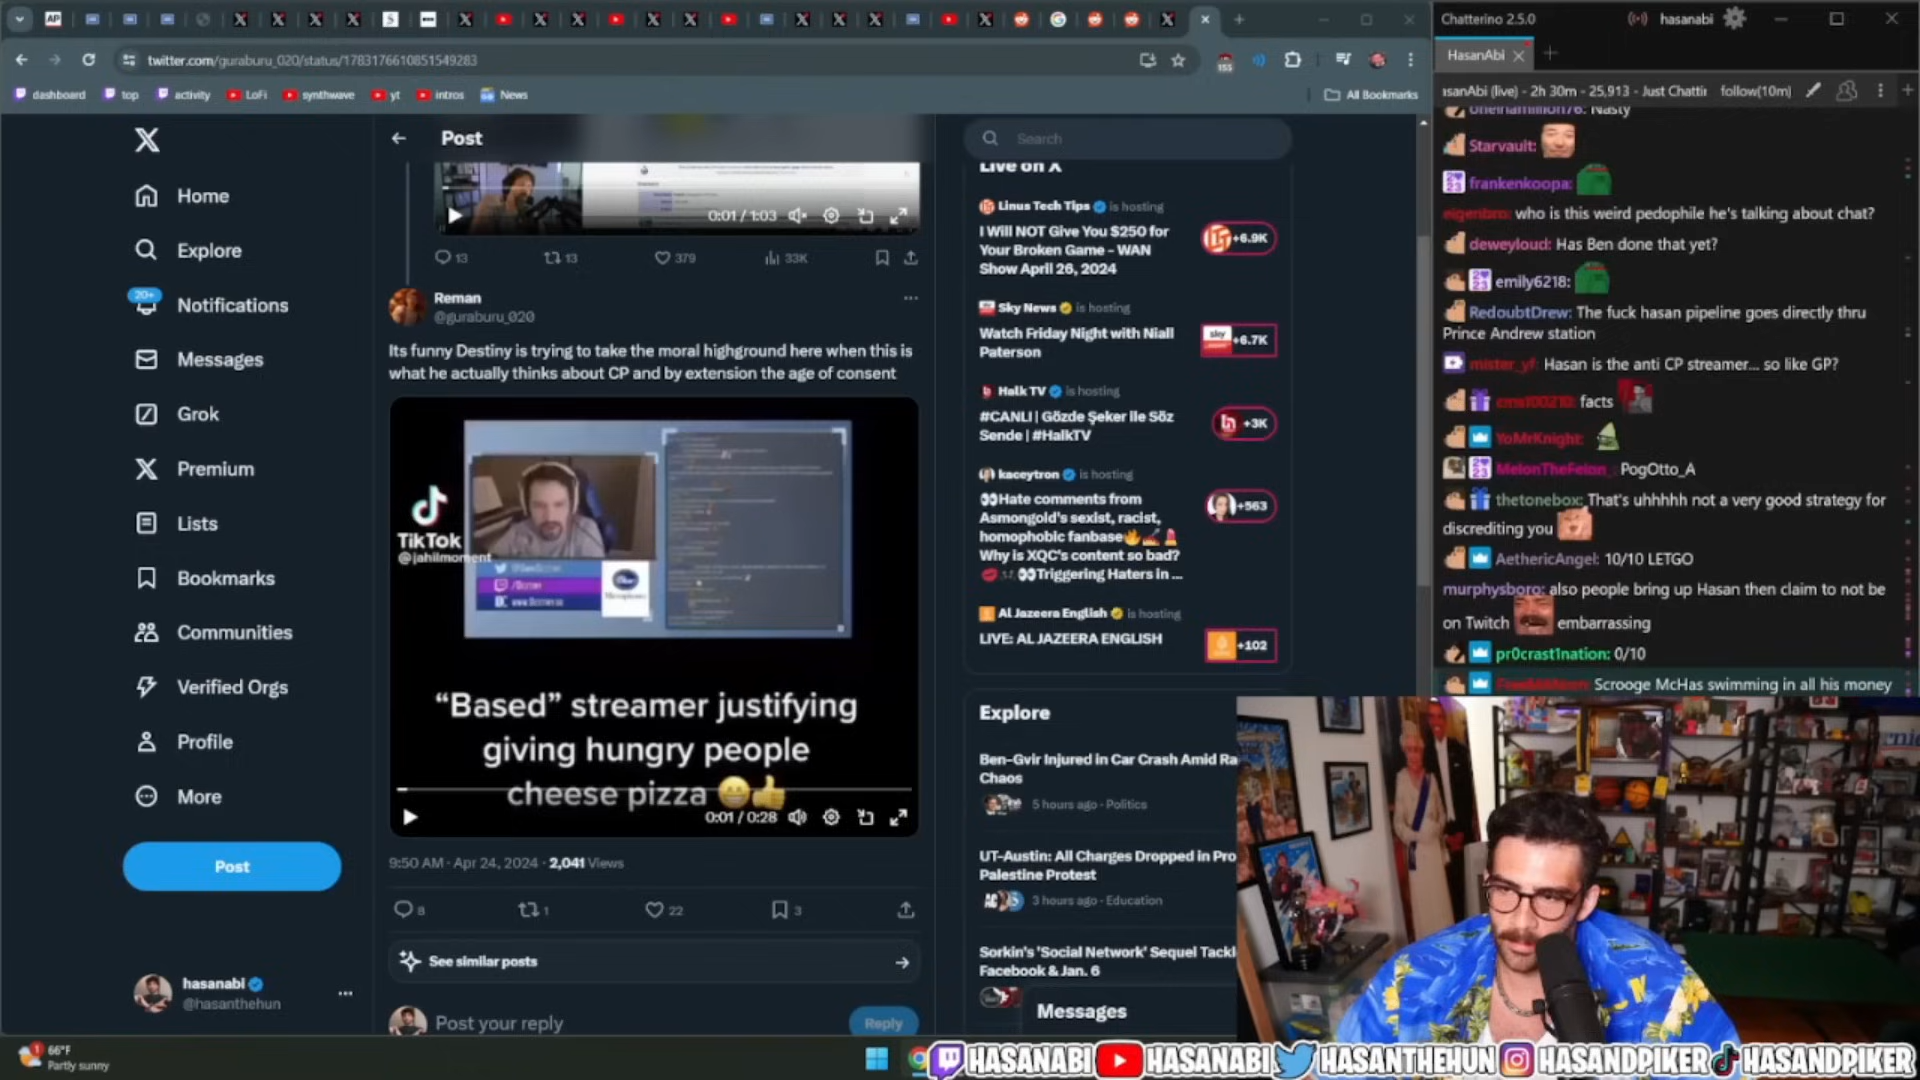 Chatterino 2.5.0
hasanabi
twitter.com/guraburu_020/status/1783176610851549283
155
HasanAbi
dashboard
top
activity
LoFi
synthwave
yt
intros
News
All Bookmarks
asanAbi (live) - 2h 30m - 25,913 - Just Chattir
follow(10m)
Post
Search
Home
Explore
20+
Notifications
Messages
Grok
Premium
Lists
Bookmarks
Communities
Verified Orgs
Profile
More
Post
hasanabi
@hasanthehun
0:01 / 1:03
13
13
379
33K
Reman
@guraburu_020
Its funny Destiny is trying to take the moral highground here when this is
what he actually thinks about CP and by extension the age of consent
TikTok
@jahilmoment
"Based" streamer justifying
giving hungry people
cheese pizza 😁👍
0:01 / 0:28
9:50 AM · Apr 24, 2024 · 2,041 Views
8
1
22
3
See similar posts
Post your reply
Reply
Live on X
Linus Tech Tips is hosting
I Will NOT Give You $250 for
Your Broken Game - WAN
Show April 26, 2024
+6.9K
Sky News is hosting
Watch Friday Night with Niall
Paterson
sky
+6.7K
Halk TV is hosting
#CANLI | Gözde Şeker ile Söz
Sende | #HalkTV
+3K
kaceytron is hosting
👀Hate comments from
Asmongold's sexist, racist,
homophobic fanbase🔥
Why is XQC's content so bad?
👀Triggering Haters in ...
+563
Al Jazeera English is hosting
LIVE: AL JAZEERA ENGLISH
+102
Explore
Ben-Gvir Injured in Car Crash Amid Ra
Chaos
5 hours ago · Politics
UT-Austin: All Charges Dropped in Pro
Palestine Protest
3 hours ago · Education
Sorkin's 'Social Network' Sequel Tackl
Facebook & Jan. 6
Messages
onehamillion76: Nasty
Starvault:
frankenkoopa:
eigenbro: who is this weird pedophile he's talking about chat?
deweyloud: Has Ben done that yet?
emily6218:
RedoubtDrew: The fuck hasan pipeline goes directly thru
Prince Andrew station
mister_yf: Hasan is the anti CP streamer... so like GP?
cms100210: facts
YoMrKnight:
MelonTheFelon_: PogOtto_A
thetonebox: That's uhhhhh not a very good strategy for
discrediting you
AethericAngel: 10/10 LETGO
murphysboro: also people bring up Hasan then claim to not be
on Twitch embarrassing
pr0crast1nation: 0/10
Scrooge McHas swimming in all his money
66°F
Partly sunny
HASANABI
HASANABI
HASANTHEHUN
HASANDPIKER
HASANDPIKER